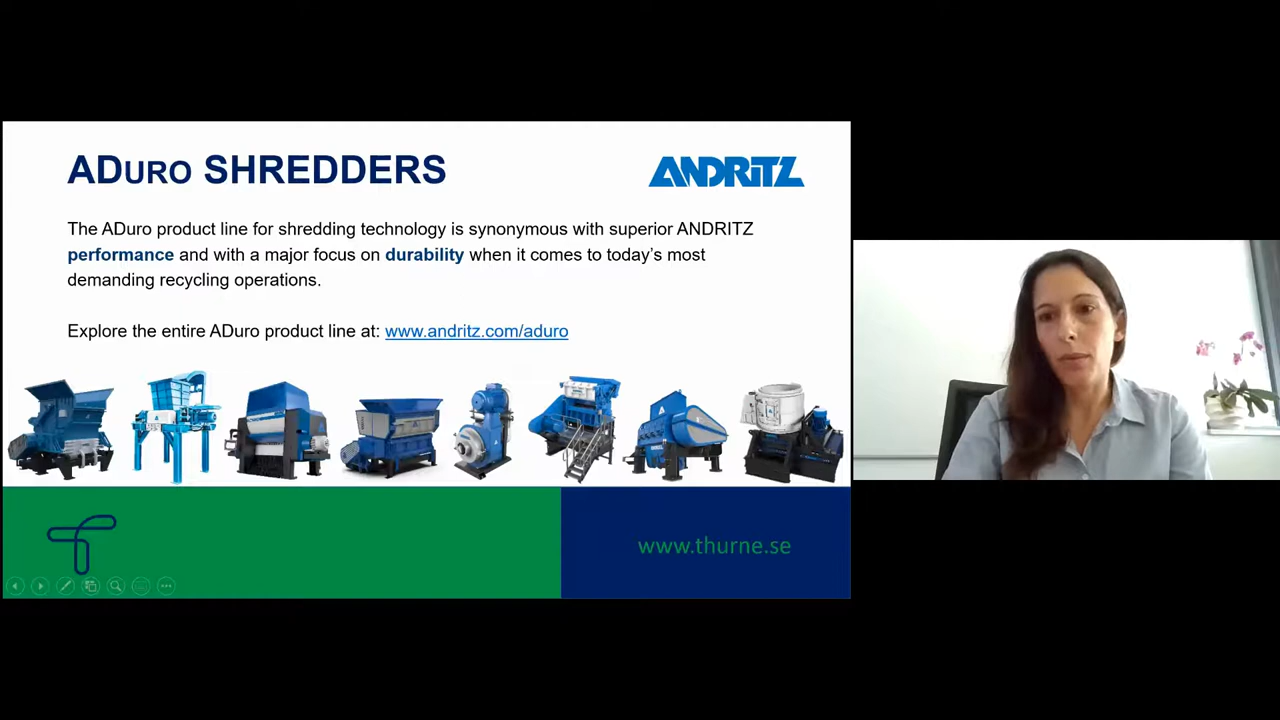 ADURO SHREDDERS
ANDRITZ
The ADuro product line for shredding technology is synonymous with superior ANDRITZ
performance and with a major focus on durability when it comes to today's most
demanding recycling operations.
Explore the entire ADuro product line at: www.andritz.com/aduro
www.thurne.se